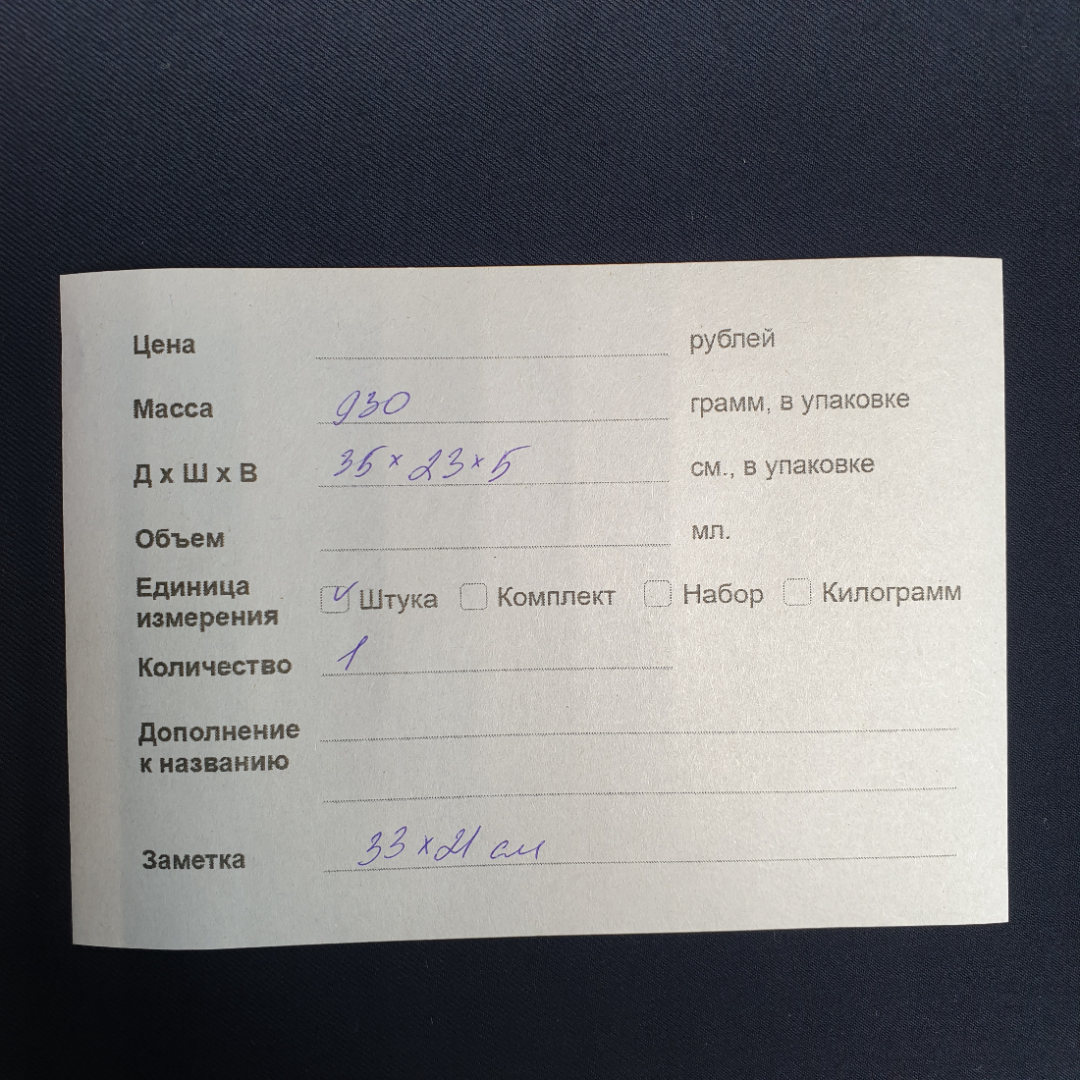 Цена рублей
Масса 930 грамм, в упаковке
Д х Ш х В 35 х 23 х 5 см., в упаковке
Объем мл.
Единица
измерения Штука Комплект Набор Килограмм
Количество 1
Дополнение
к названию
Заметка 33 х 21 см